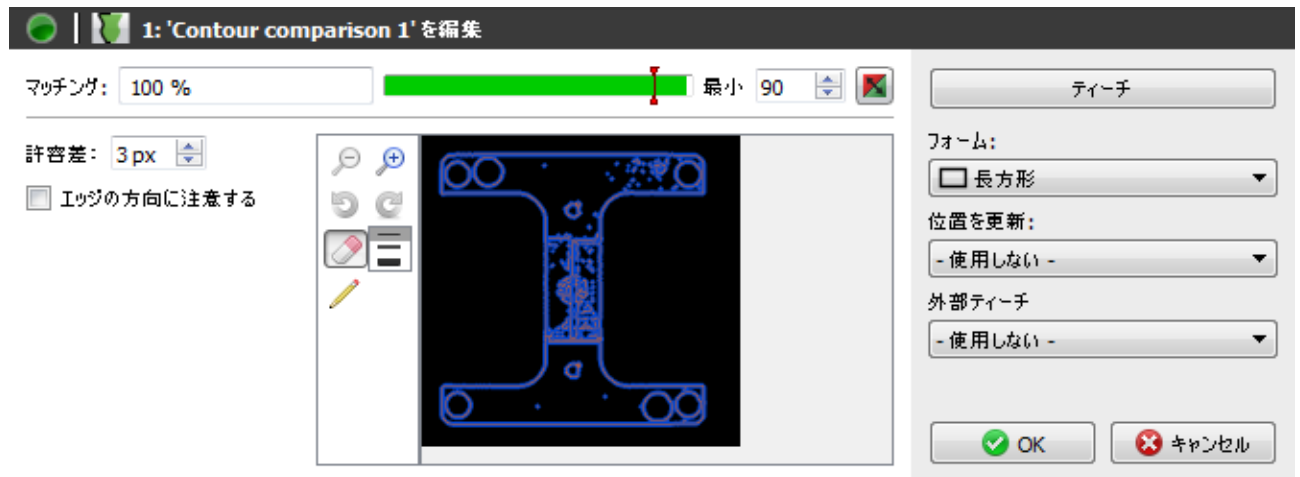 1: 'Contour comparison 1' を編集
マッチング: 100 % 最小 90
ティーチ
許容差: 3 px
エッジの方向に注意する
フォーム:
長方形
位置を更新:
- 使用しない -
外部ティーチ
- 使用しない -
OK キャンセル